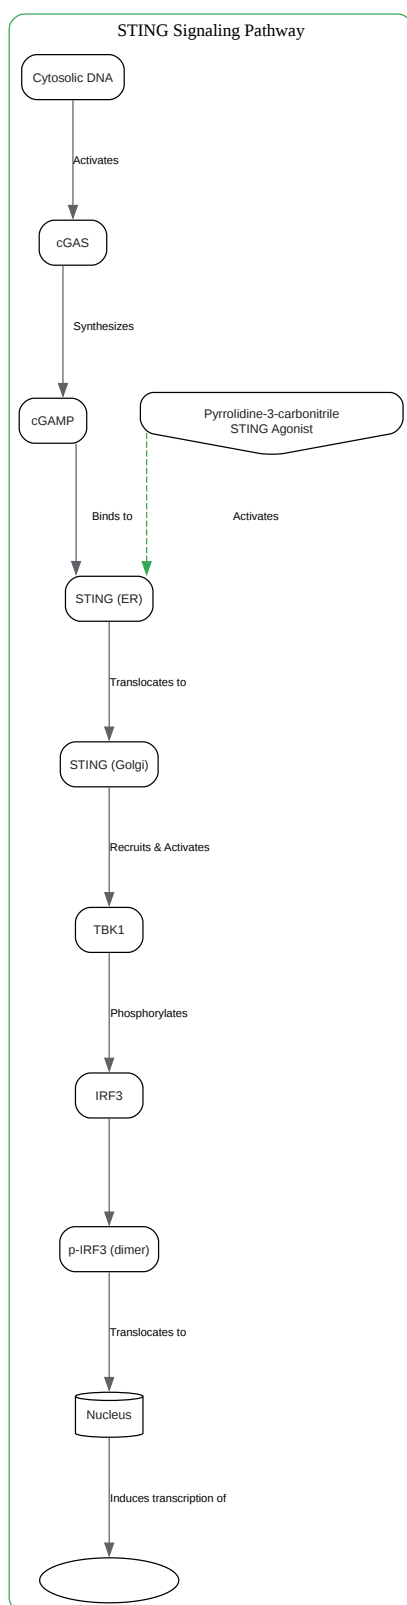 STING Signaling Pathway
Cytosolic DNA
Activates
cGAS
Synthesizes
cGAMP
Pyrrolidine-3-carbonitrile
STING Agonist
Binds to
Activates
STING (ER)
Translocates to
STING (Golgi)
Recruits & Activates
TBK1
Phosphorylates
IRF3
p-IRF3 (dimer)
Translocates to
Nucleus
Induces transcription of